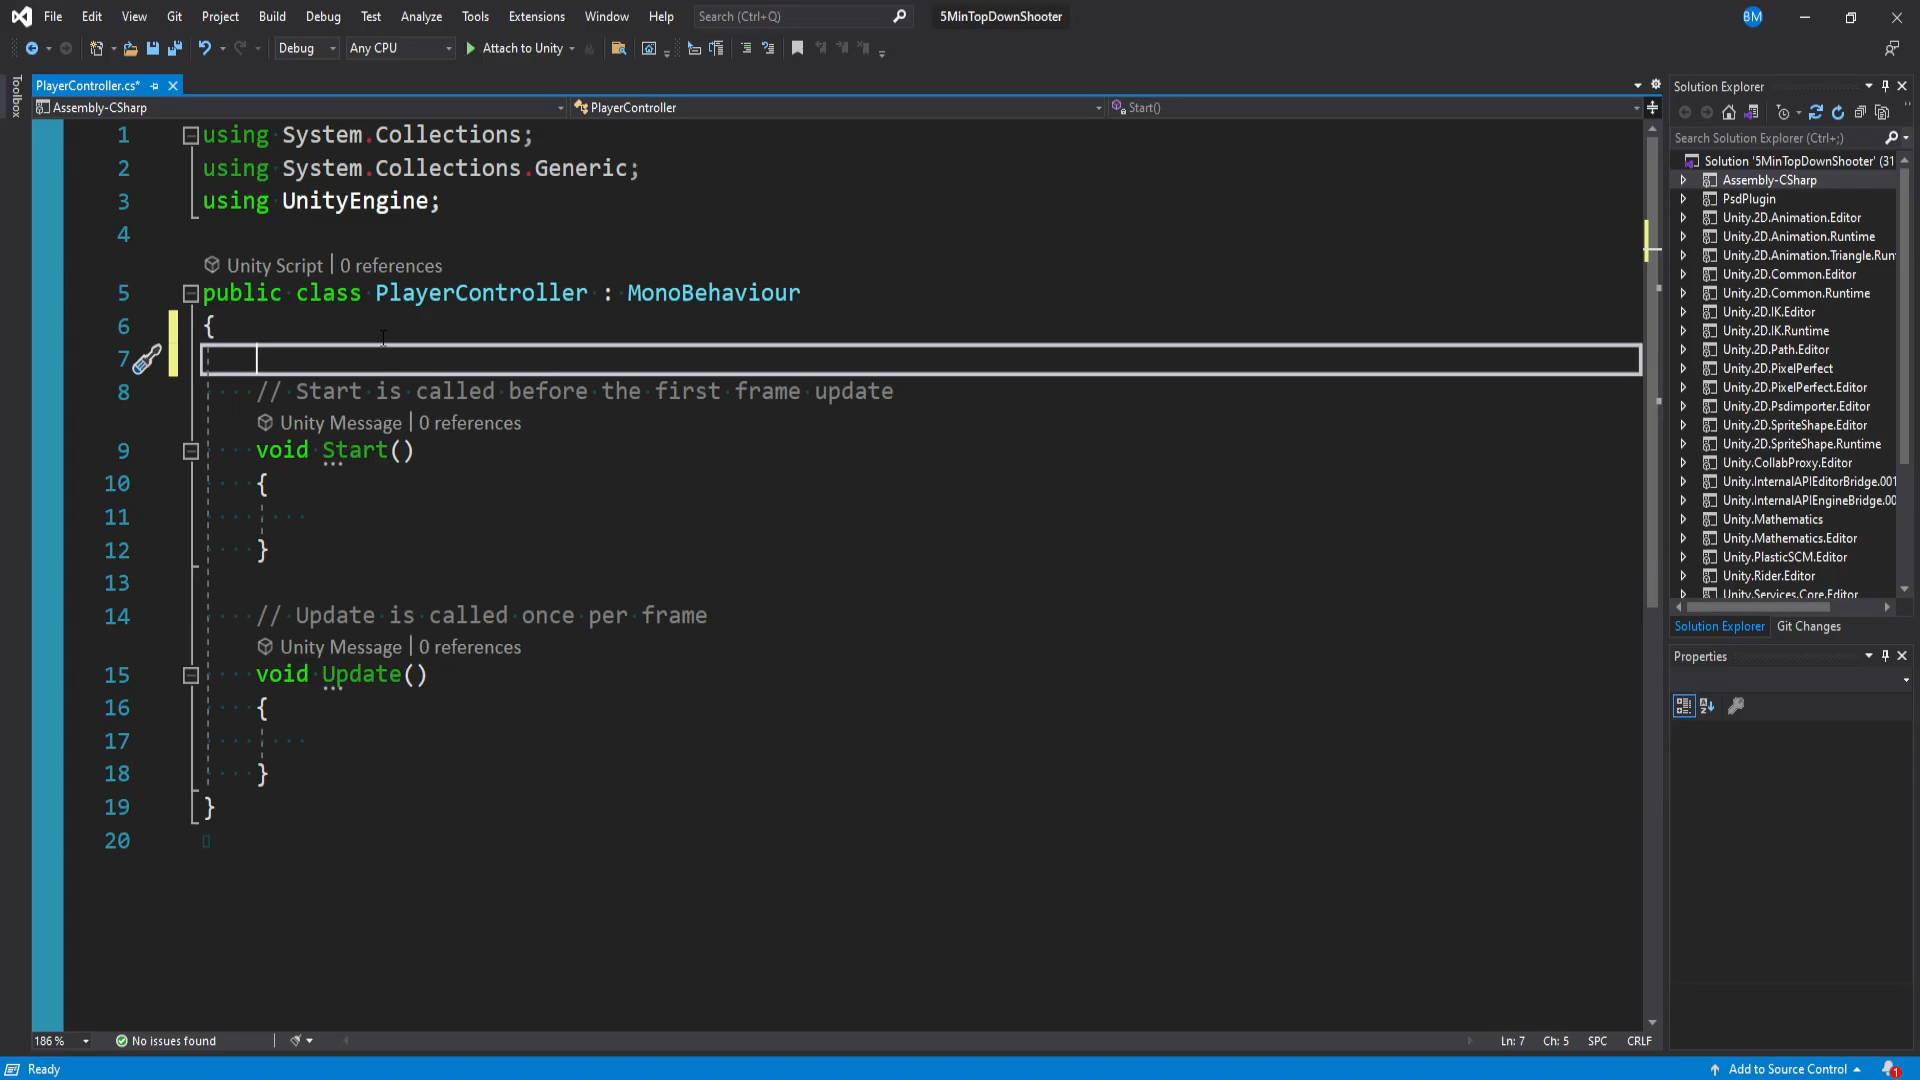 File Edit View Git Project Build Debug Test Analyze Tools Extensions Window Help Search (Ctrl+Q) 5MinTopDownShooter BM
Debug Any CPU Attach to Unity
Toolbox
PlayerController.cs*
Assembly-CSharp PlayerController Start()
1 using System.Collections;
2 using System.Collections.Generic;
3 using UnityEngine;
4
Unity Script | 0 references
5 public class PlayerController : MonoBehaviour
6 {
7
8 // Start is called before the first frame update
Unity Message | 0 references
9 void Start()
10 {
11
12 }
13
14 // Update is called once per frame
Unity Message | 0 references
15 void Update()
16 {
17
18 }
19 }
20
186 % No issues found Ln: 7 Ch: 5 SPC CRLF
Solution Explorer
Search Solution Explorer (Ctrl+;)
Solution '5MinTopDownShooter' (31
Assembly-CSharp
PsdPlugin
Unity.2D.Animation.Editor
Unity.2D.Animation.Runtime
Unity.2D.Animation.Triangle.Run
Unity.2D.Common.Editor
Unity.2D.Common.Runtime
Unity.2D.IK.Editor
Unity.2D.IK.Runtime
Unity.2D.Path.Editor
Unity.2D.PixelPerfect
Unity.2D.PixelPerfect.Editor
Unity.2D.Psdimporter.Editor
Unity.2D.SpriteShape.Editor
Unity.2D.SpriteShape.Runtime
Unity.CollabProxy.Editor
Unity.InternalAPIEditorBridge.001
Unity.InternalAPIEngineBridge.00
Unity.Mathematics
Unity.Mathematics.Editor
Unity.PlasticSCM.Editor
Unity.Rider.Editor
Unity.Services.Core.Editor
Solution Explorer Git Changes
Properties
Ready Add to Source Control 1